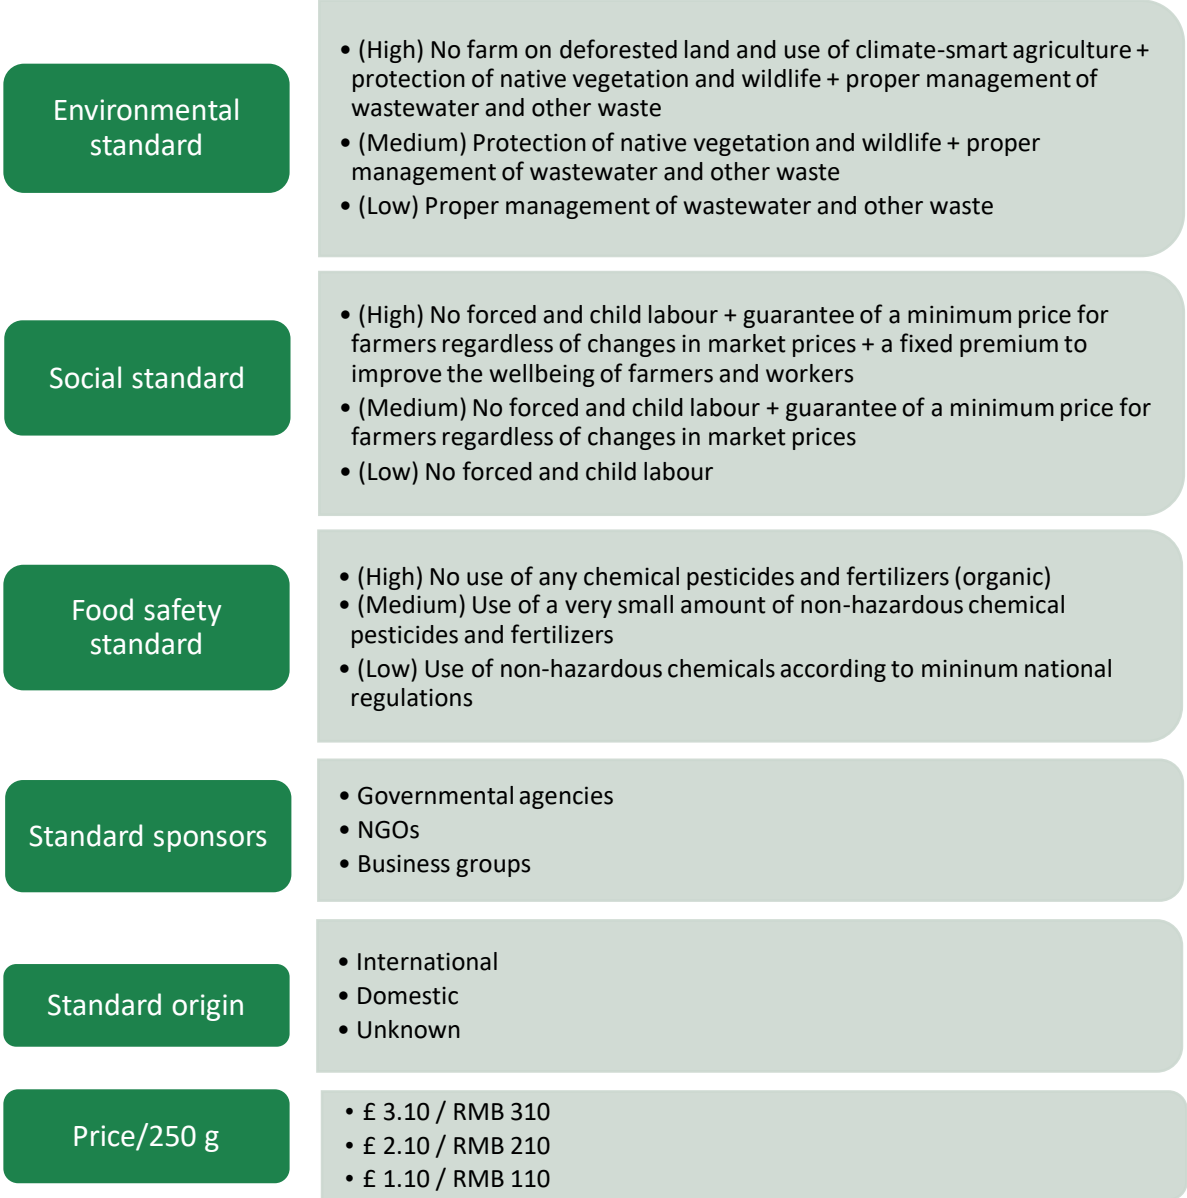 Environmental
standard
• (High) No farm on deforested land and use of climate-smart agriculture +
protection of native vegetation and wildlife + proper management of
wastewater and other waste
• (Medium) Protection of native vegetation and wildlife + proper
management of wastewater and other waste
• (Low) Proper management of wastewater and other waste
Social standard
• (High) No forced and child labour + guarantee of a minimum price for
farmers regardless of changes in market prices + a fixed premium to
improve the wellbeing of farmers and workers
• (Medium) No forced and child labour + guarantee of a minimum price for
farmers regardless of changes in market prices
• (Low) No forced and child labour
Food safety
standard
• (High) No use of any chemical pesticides and fertilizers (organic)
• (Medium) Use of a very small amount of non-hazardous chemical
pesticides and fertilizers
• (Low) Use of non-hazardous chemicals according to mininum national
regulations
Standard sponsors
• Governmental agencies
• NGOs
• Business groups
Standard origin
• International
• Domestic
• Unknown
Price/250 g
• £ 3.10 / RMB 310
• £ 2.10 / RMB 210
• £ 1.10 / RMB 110